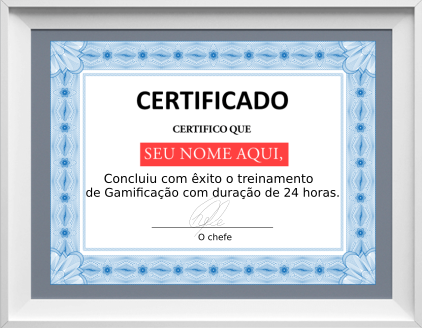 CERTIFICADO
CERTIFICO QUE
SEU NOME AQUI,
Concluiu com êxito o treinamento
de Gamificação com duração de 24 horas.
O chefe